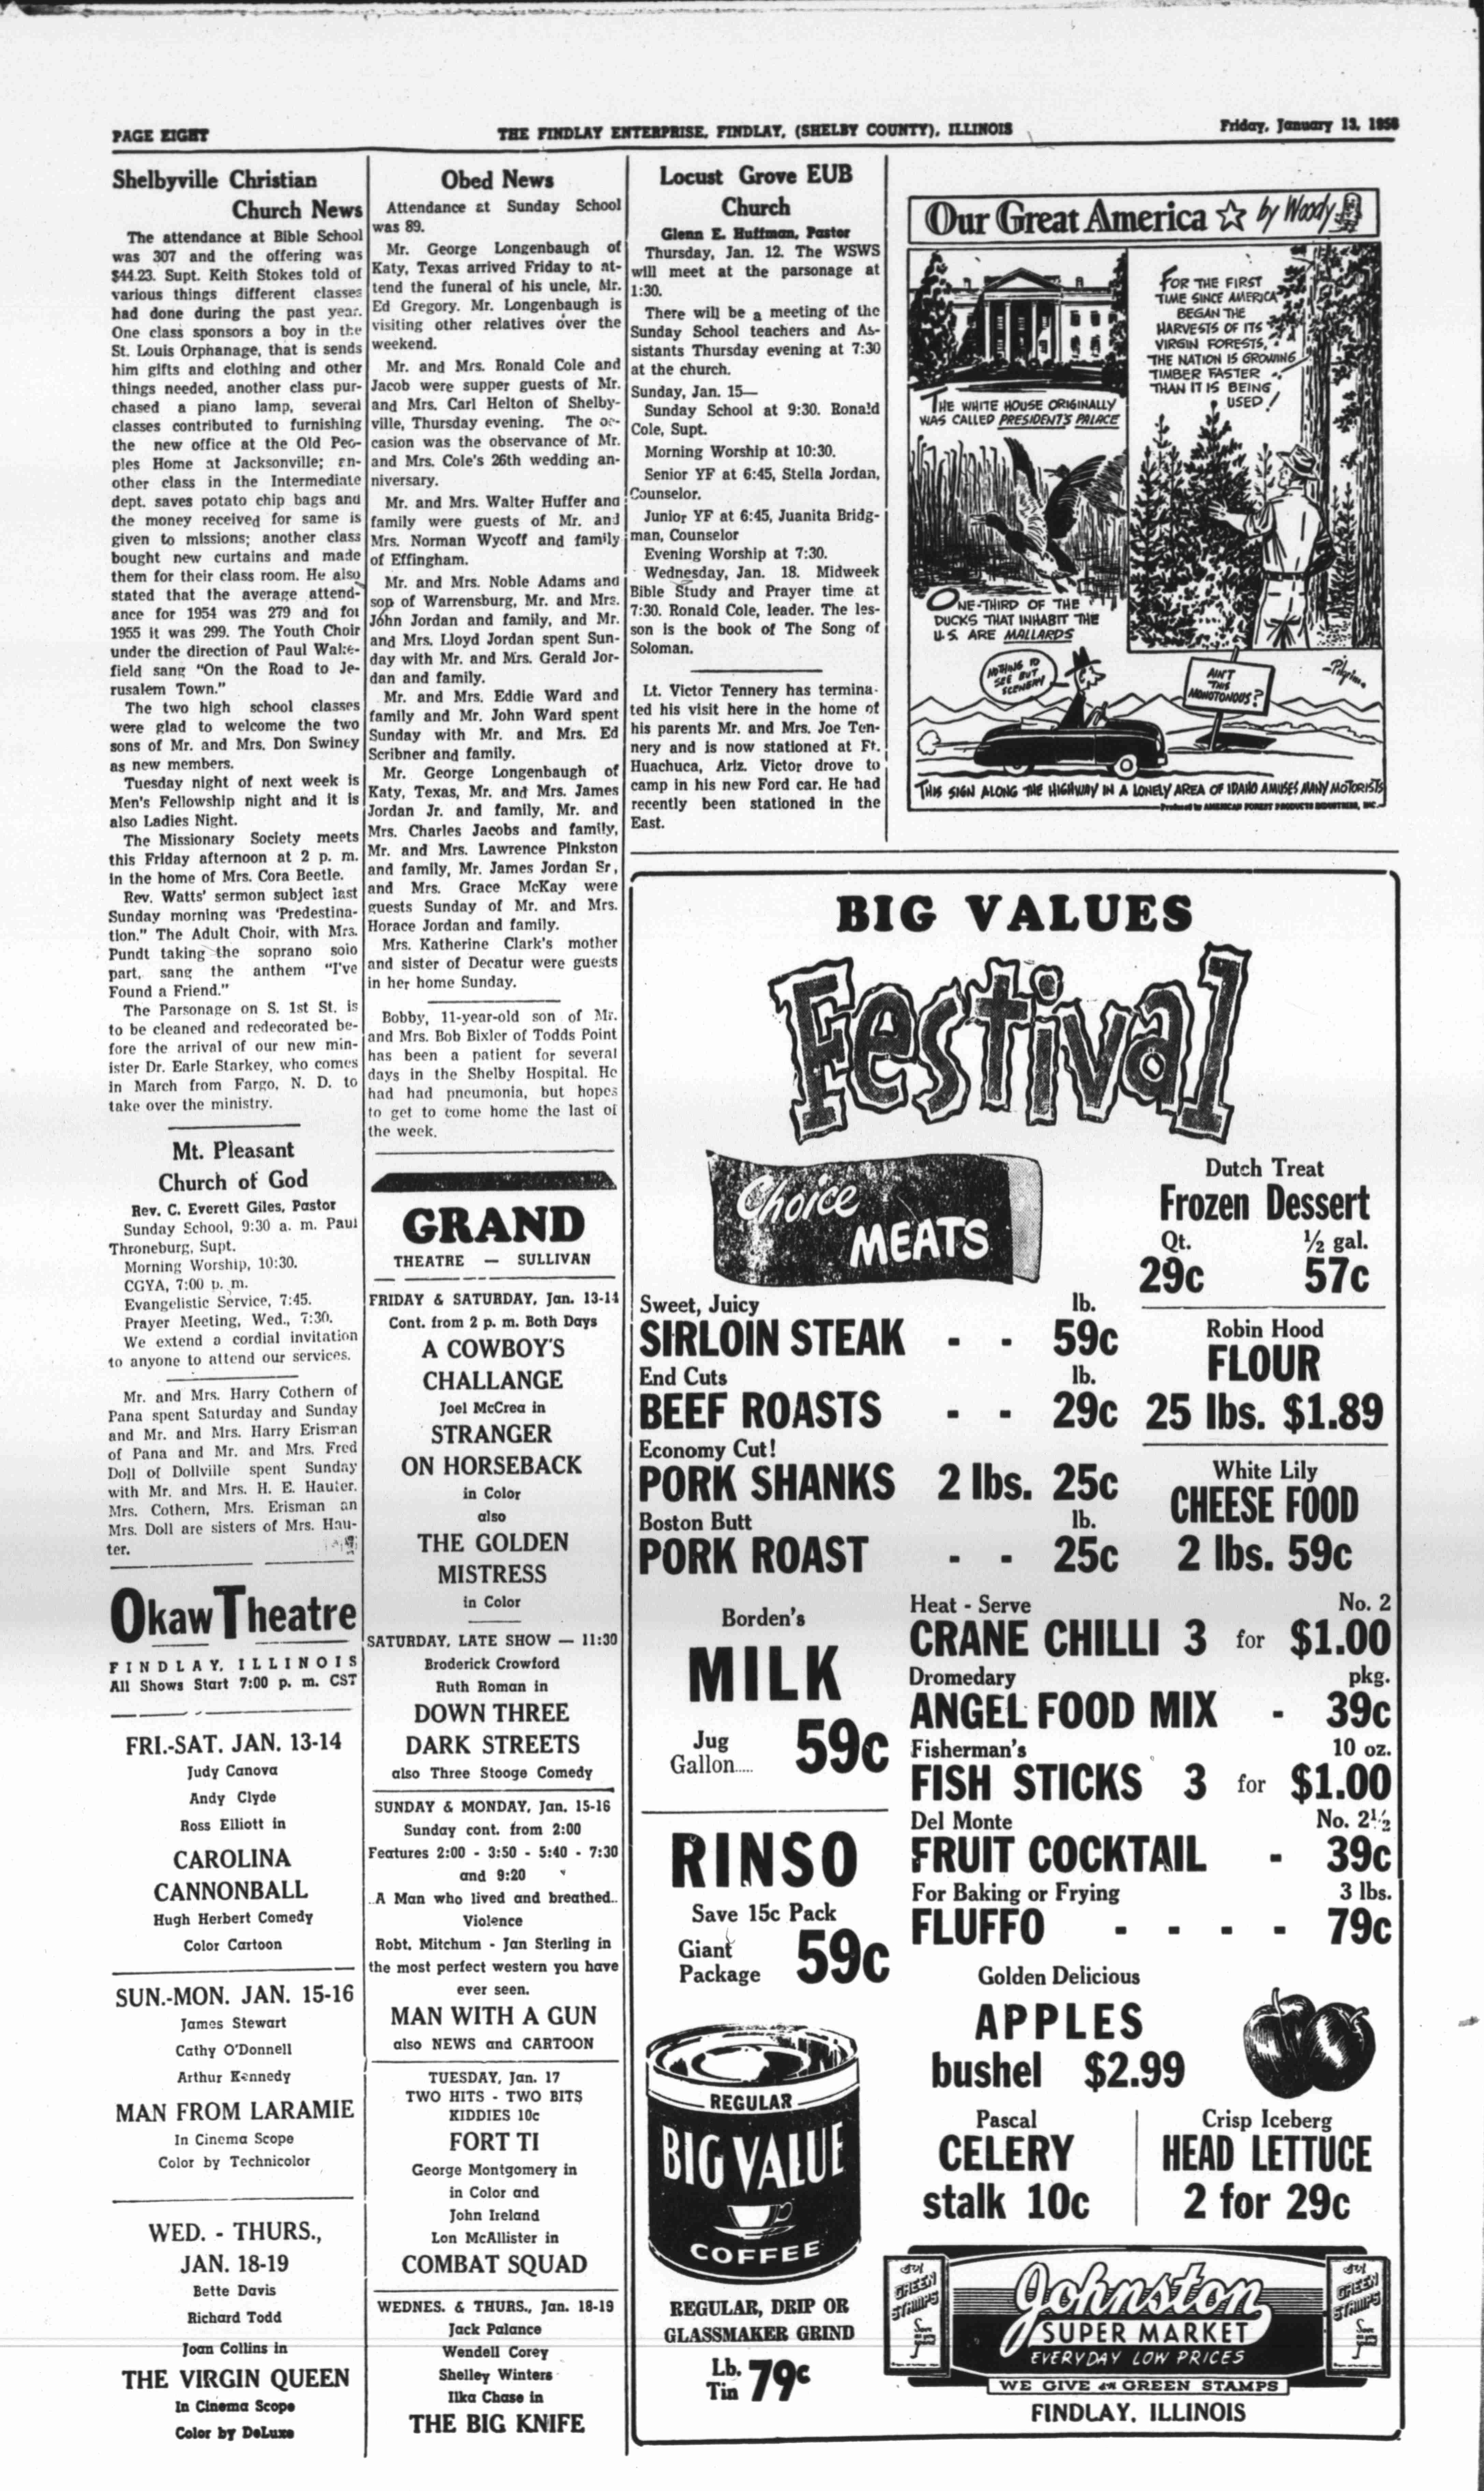 PAGE EIGHT
THE FINDLAY ENTERPRISE, FINDLAY, (SHELBY COUNTY), ILLINOIS
Friday, January 13, 1956
Shelbyville Christian
Church News
The attendance at Bible School
was 307 and the offering was
$44.23. Supt. Keith Stokes told of
various things different classes
had done during the past year.
One class sponsors a boy in the
St. Louis Orphanage, that is sends
him gifts and clothing and other
things needed, another class pur-
chased a piano lamp, several
classes contributed to furnishing
the new office at the Old Peo-
ples Home at Jacksonville; an-
other class in the Intermediate
dept. saves potato chip bags and
the money received for same is
given to missions; another class
bought new curtains and made
them for their class room. He also
stated that the average attend-
ance for 1954 was 279 and for
1955 it was 299. The Youth Choir
under the direction of Paul Wake-
field sang "On the Road to Je-
rusalem Town."
The two high school classes
were glad to welcome the two
sons of Mr. and Mrs. Don Swiney
as new members.
Tuesday night of next week is
Men's Fellowship night and it is
also Ladies Night.
The Missionary Society meets
this Friday afternoon at 2 p. m.
in the home of Mrs. Cora Beetle.
Rev. Watts' sermon subject last
Sunday morning was 'Predestina-
tion." The Adult Choir, with Mrs.
Pundt taking the soprano solo
part, sang the anthem "I've
Found a Friend."
The Parsonage on S. 1st St. is
to be cleaned and redecorated be-
fore the arrival of our new min-
ister Dr. Earle Starkey, who comes
in March from Fargo, N. D. to
take over the ministry.
Mt. Pleasant
Church of God
Rev. C. Everett Giles, Pastor
Sunday School, 9:30 a. m. Paul
Throneburg, Supt.
Morning Worship, 10:30.
CGYA, 7:00 p. m.
Evangelistic Service, 7:45.
Prayer Meeting, Wed., 7:30.
We extend a cordial invitation
to anyone to attend our services.
Mr. and Mrs. Harry Cothern of
Pana spent Saturday and Sunday
and Mr. and Mrs. Harry Erisman
of Pana and Mr. and Mrs. Fred
Doll of Dollville spent Sunday
with Mr. and Mrs. H. E. Hauter.
Mrs. Cothern, Mrs. Erisman an
Mrs. Doll are sisters of Mrs. Hau-
ter.
Okaw Theatre
FINDLAY, ILLINOIS
All Shows Start 7:00 p. m. CST
FRI.-SAT. JAN. 13-14
Judy Canova
Andy Clyde
Ross Elliott in
CAROLINA
CANNONBALL
Hugh Herbert Comedy
Color Cartoon
SUN.-MON. JAN. 15-16
James Stewart
Cathy O'Donnell
Arthur Kennedy
MAN FROM LARAMIE
In Cinema Scope
Color by Technicolor
WED. - THURS.,
JAN. 18-19
Bette Davis
Richard Todd
Joan Collins in
THE VIRGIN QUEEN
In Cinema Scope
Color by DeLuxe
Obed News
Attendance at Sunday School
was 89.
Mr. George Longenbaugh of
Katy, Texas arrived Friday to at-
tend the funeral of his uncle, Mr.
Ed Gregory. Mr. Longenbaugh is
visiting other relatives over the
weekend.
Mr. and Mrs. Ronald Cole and
Jacob were supper guests of Mr.
and Mrs. Carl Helton of Shelby-
ville, Thursday evening. The oc-
casion was the observance of Mr.
and Mrs. Cole's 26th wedding an-
niversary.
Mr. and Mrs. Walter Huffer and
family were guests of Mr. and
Mrs. Norman Wycoff and family
of Effingham.
Mr. and Mrs. Noble Adams and
son of Warrensburg, Mr. and Mrs.
John Jordan and family, and Mr.
and Mrs. Lloyd Jordan spent Sun-
day with Mr. and Mrs. Gerald Jor-
dan and family.
Mr. and Mrs. Eddie Ward and
family and Mr. John Ward spent
Sunday with Mr. and Mrs. Ed
Scribner and family.
Mr. George Longenbaugh of
Katy, Texas, Mr. and Mrs. James
Jordan Jr. and family, Mr. and
Mrs. Charles Jacobs and family,
Mr. and Mrs. Lawrence Pinkston
and family, Mr. James Jordan Sr,
and Mrs. Grace McKay were
guests Sunday of Mr. and Mrs.
Horace Jordan and family.
Mrs. Katherine Clark's mother
and sister of Decatur were guests
in her home Sunday.
Bobby, 11-year-old son of Mr.
and Mrs. Bob Bixler of Todds Point
has been a patient for several
days in the Shelby Hospital. He
had had pneumonia, but hopes
to get to come home the last of
the week.
GRAND
THEATRE — SULLIVAN
FRIDAY & SATURDAY, Jan. 13-14
Cont. from 2 p. m. Both Days
A COWBOY'S
CHALLANGE
Joel McCrea in
STRANGER
ON HORSEBACK
in Color
also
THE GOLDEN
MISTRESS
in Color
SATURDAY, LATE SHOW — 11:30
Broderick Crowford
Ruth Roman in
DOWN THREE
DARK STREETS
also Three Stooge Comedy
SUNDAY & MONDAY, Jan. 15-16
Sunday cont. from 2:00
Features 2:00 - 3:50 - 5:40 - 7:30
and 9:20
..A Man who lived and breathed..
Violence
Robt. Mitchum - Jan Sterling in
the most perfect western you have
ever seen.
MAN WITH A GUN
also NEWS and CARTOON
TUESDAY, Jan. 17
TWO HITS - TWO BITS
KIDDIES 10c
FORT TI
George Montgomery in
in Color and
John Ireland
Lon McAllister in
COMBAT SQUAD
WEDNES. & THURS., Jan. 18-19
Jack Palance
Wendell Corey
Shelley Winters
Ilka Chase in
THE BIG KNIFE
Locust Grove EUB
Church
Glenn E. Huffman, Pastor
Thursday, Jan. 12. The WSWS
will meet at the parsonage at
1:30.
There will be a meeting of the
Sunday School teachers and As-
sistants Thursday evening at 7:30
at the church.
Sunday, Jan. 15—
Sunday School at 9:30. Ronald
Cole, Supt.
Morning Worship at 10:30.
Senior YF at 6:45, Stella Jordan,
Counselor.
Junior YF at 6:45, Juanita Bridg-
man, Counselor
Evening Worship at 7:30.
Wednesday, Jan. 18. Midweek
Bible Study and Prayer time at
7:30. Ronald Cole, leader. The les-
son is the book of The Song of
Soloman.
Lt. Victor Tennery has termina-
ted his visit here in the home of
his parents Mr. and Mrs. Joe Ten-
nery and is now stationed at Ft.
Huachuca, Ariz. Victor drove to
camp in his new Ford car. He had
recently been stationed in the
East.
Our Great America ☆ by Woody
THE WHITE HOUSE ORIGINALLY
WAS CALLED PRESIDENT'S PALACE
FOR THE FIRST
TIME SINCE AMERICA
BEGAN THE
HARVESTS OF ITS
VIRGIN FORESTS,
THE NATION IS GROWING
TIMBER FASTER
THAN IT IS BEING
USED!
ONE-THIRD OF THE
DUCKS THAT INHABIT THE
U.S. ARE MALLARDS
NOTHING TO
SEE BUT
SCENERY
AIN'T
THIS
MONOTONOUS?
THIS SIGN ALONG THE HIGHWAY IN A LONELY AREA OF IDAHO AMUSES MANY MOTORISTS
Produced by AMERICAN FOREST PRODUCTS INDUSTRIES, INC.
BIG VALUES
Festival
Choice
MEATS
Sweet, Juicy lb.
SIRLOIN STEAK - - 59c
End Cuts lb.
BEEF ROASTS - - 29c
Economy Cut!
PORK SHANKS 2 lbs. 25c
Boston Butt lb.
PORK ROAST - - 25c
Dutch Treat
Frozen Dessert
Qt. ½ gal.
29c 57c
Robin Hood
FLOUR
25 lbs. $1.89
White Lily
CHEESE FOOD
2 lbs. 59c
Borden's
MILK
Jug
Gallon..... 59c
RINSO
Save 15c Pack
Giant
Package 59c
REGULAR
BIG VALUE
COFFEE
REGULAR, DRIP OR
GLASSMAKER GRIND
Lb.
Tin 79c
Heat - Serve No. 2
CRANE CHILLI 3 for $1.00
Dromedary pkg.
ANGEL FOOD MIX - 39c
Fisherman's 10 oz.
FISH STICKS 3 for $1.00
Del Monte No. 2½
FRUIT COCKTAIL - 39c
For Baking or Frying 3 lbs.
FLUFFO - - - - 79c
Golden Delicious
APPLES
bushel $2.99
Pascal
CELERY
stalk 10c
Crisp Iceberg
HEAD LETTUCE
2 for 29c
GREEN
STAMPS
Johnston
SUPER MARKET
EVERYDAY LOW PRICES
GREEN
STAMPS
WE GIVE S&H GREEN STAMPS
FINDLAY, ILLINOIS